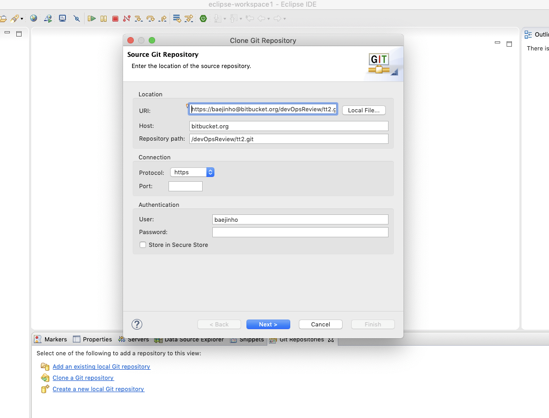 eclipse-workspace1 - Eclipse IDE
Outli
There is
Clone Git Repository
Source Git Repository
Enter the location of the source repository.
GIT
Location
URI: https://baejinho@bitbucket.org/devOpsReview/tt2.g Local File...
Host: bitbucket.org
Repository path: /devOpsReview/tt2.git
Connection
Protocol: https
Port:
Authentication
User: baejinho
Password:
Store in Secure Store
? < Back Next > Cancel Finish
Markers Properties Servers Data Source Explorer Snippets Git Repositories
Select one of the following to add a repository to this view:
Add an existing local Git repository
Clone a Git repository
Create a new local Git repository